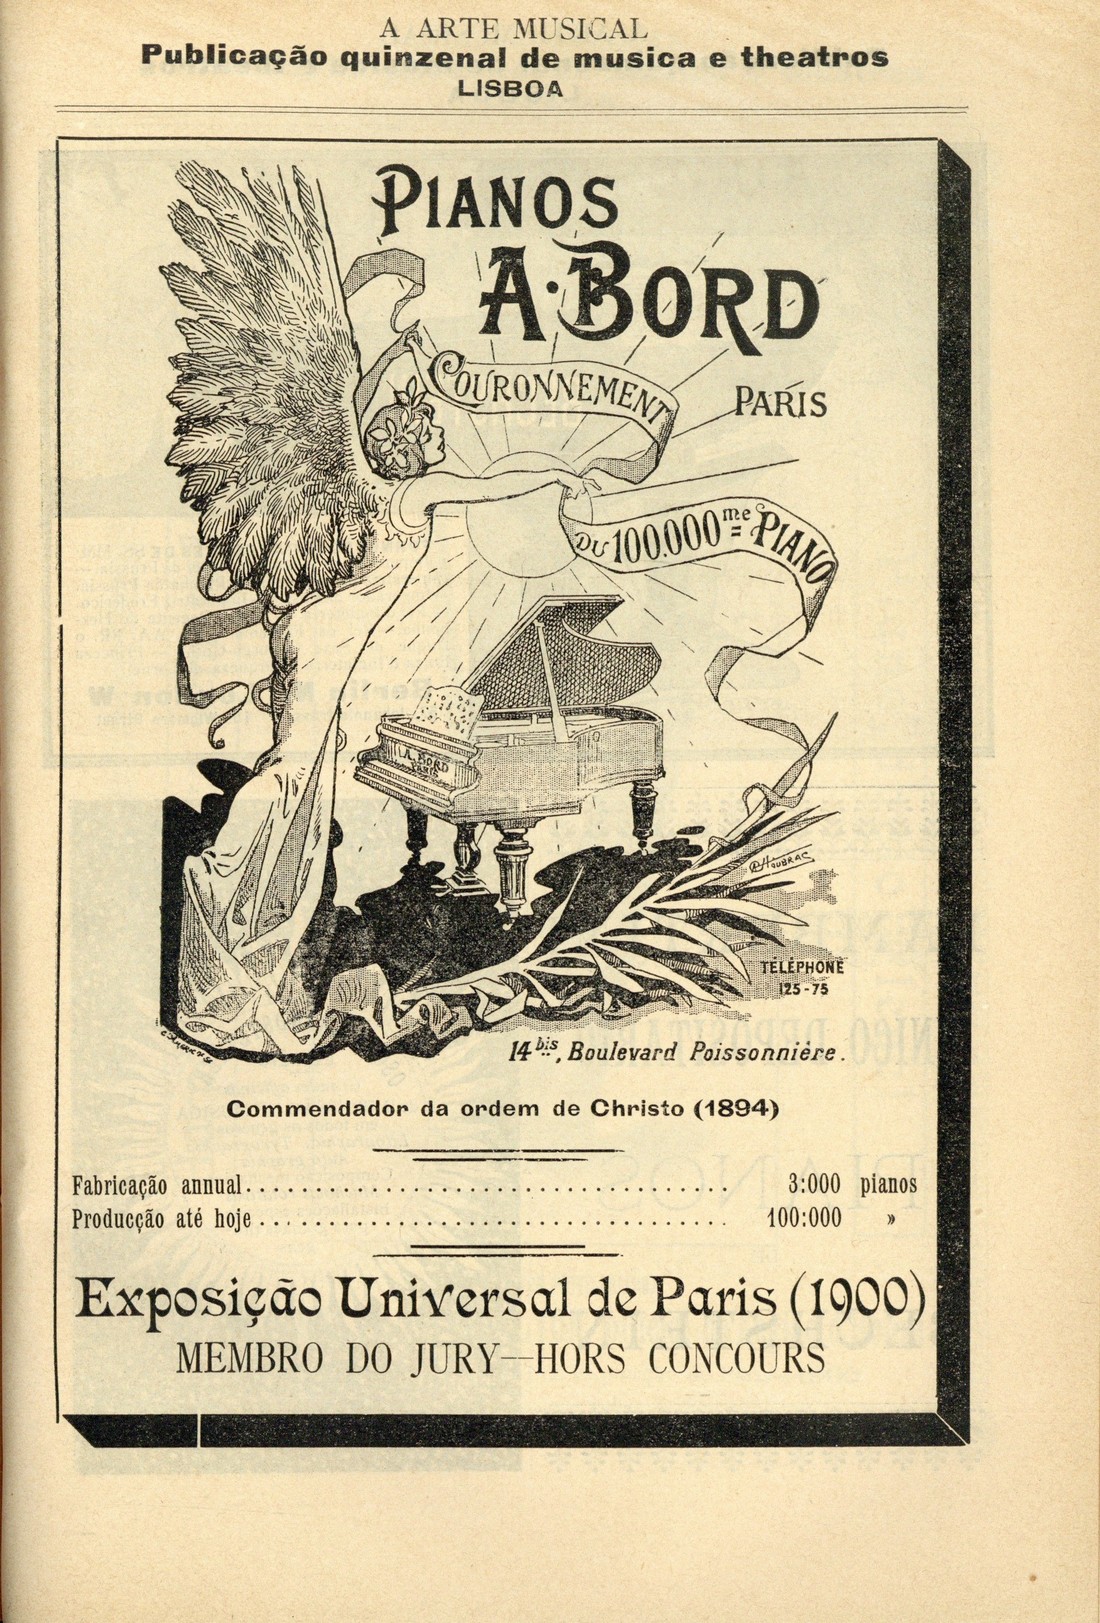 A ARTE MUSICAL
Publicação quinzenal de musica e theatros
LISBOA
PIANOS
A. BORD
COURONNEMENT
PARIS
DU 100.000me PIANO
A. BORD
PARIS
HOUBRAC
TÉLÉPHONE
125-75
14bis, Boulevard Poissonnière.
Commendador da ordem de Christo (1894)
Fabricação annual........................................ 3:000 pianos
Producção até hoje........................................ 100:000 »
Exposição Universal de Paris (1900)
MEMBRO DO JURY—HORS CONCOURS